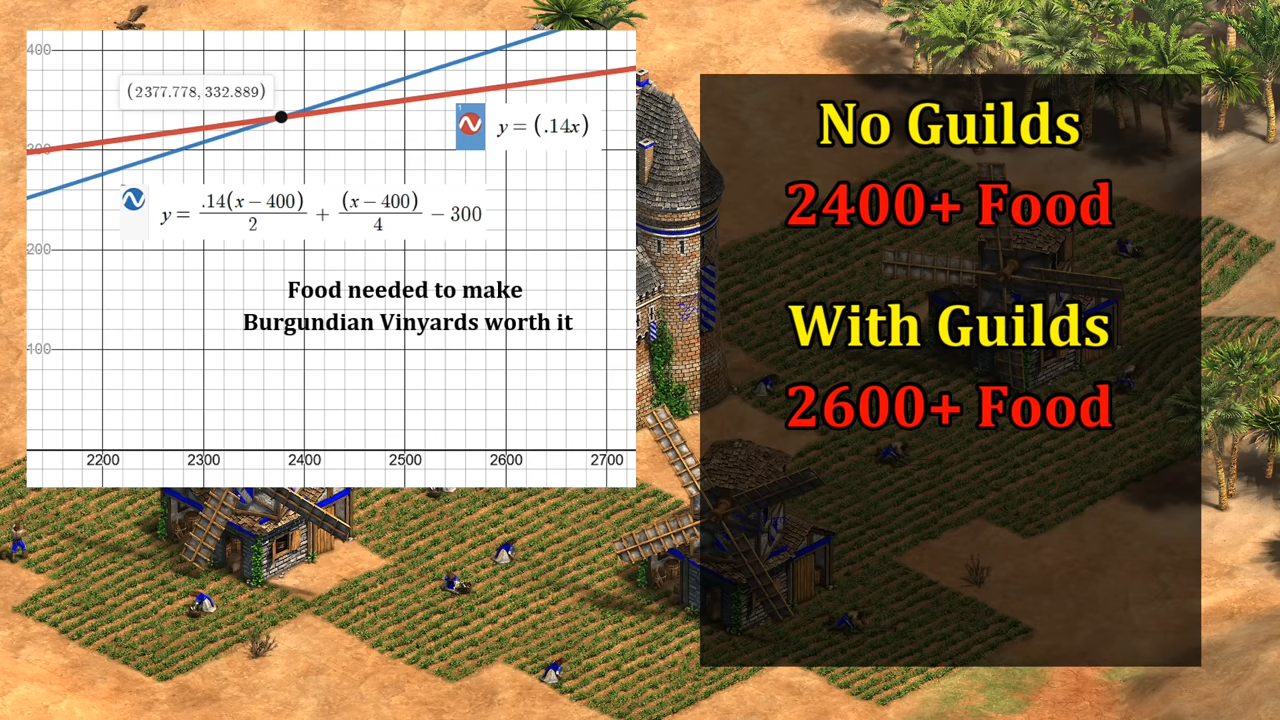 400
(2377.778, 332.889)
1
y = (.14x)
300
y = .14(x − 400)/2 + (x − 400)/4 − 300
200
Food needed to make
Burgundian Vinyards worth it
100
2200 2300 2400 2500 2600 2700
No Guilds
2400+ Food
With Guilds
2600+ Food